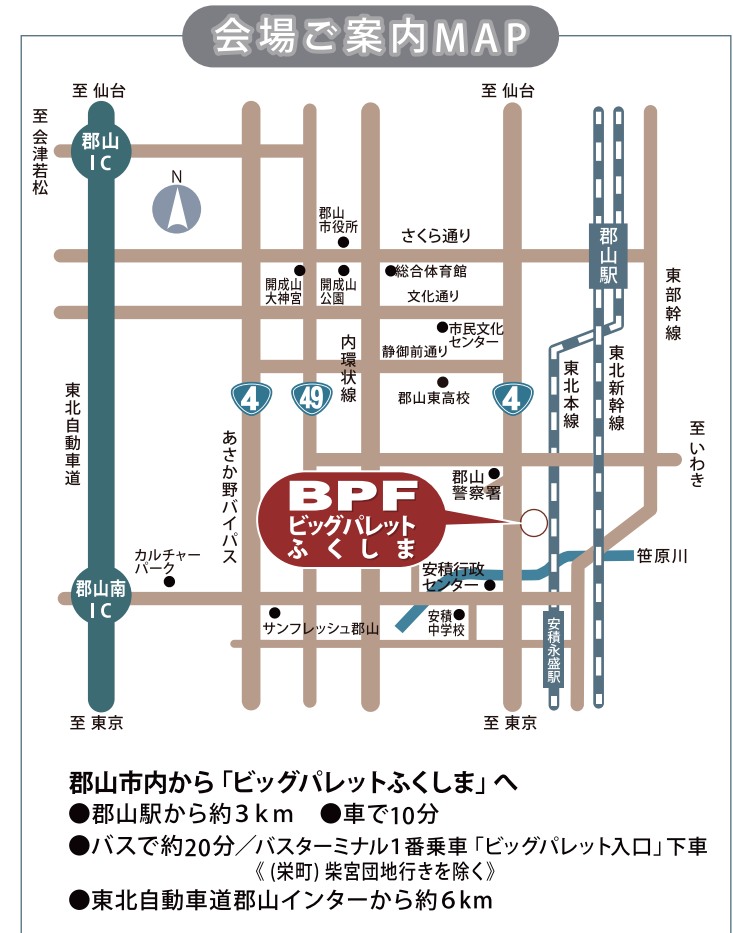 会場ご案内MAP
至 仙台
至 仙台
至 会津若松
郡山
IC
N
郡山
市役所
さくら通り
郡山駅
開成山
大神宮
開成山
公園
総合体育館
文化通り
東部幹線
市民文化
センター
内環状線
静御前通り
東北本線
東北新幹線
郡山東高校
東北自動車道
4
49
4
あさか野バイパス
至 いわき
郡山
警察署
BPF
ビッグパレット
ふくしま
カルチャー
パーク
笹原川
安積行政
センター
郡山南
IC
サンフレッシュ郡山
安積
中学校
安積永盛駅
至 東京
至 東京
郡山市内から「ビッグパレットふくしま」へ
●郡山駅から約3km ●車で10分
●バスで約20分／バスターミナル1番乗車「ビッグパレット入口」下車
《(栄町) 柴宮団地行きを除く》
●東北自動車道郡山インターから約6km